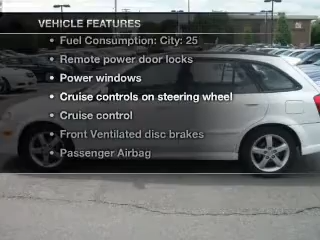 VEHICLE FEATURES
• Fuel Consumption: City: 25
• Remote power door locks
• Power windows
• Cruise controls on steering wheel
• Cruise control
• Front Ventilated disc brakes
• Passenger Airbag